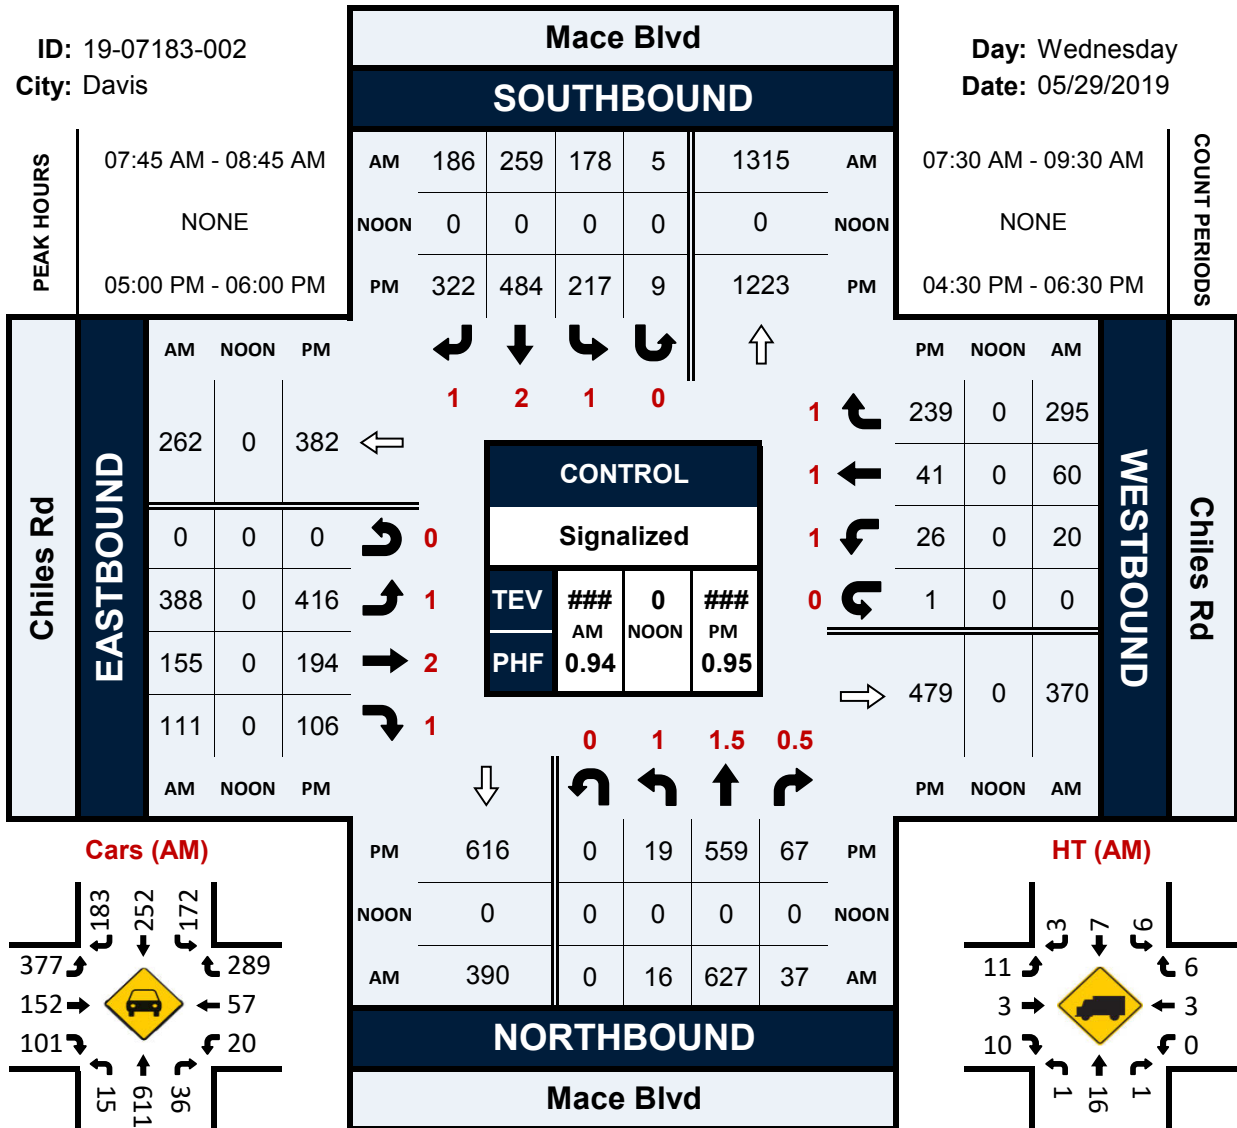 Mace Blvd
ID: 19-07183-002
Day: Wednesday
City: Davis
SOUTHBOUND
Date: 05/29/2019
PEAK HOURS
07:45 AM - 08:45 AM
AM 186 259 178 5 1315 AM
07:30 AM - 09:30 AM
COUNT PERIODS
NONE
NOON 0 0 0 0 0 NOON
NONE
05:00 PM - 06:00 PM
PM 322 484 217 9 1223 PM
04:30 PM - 06:30 PM
AM NOON PM
PM NOON AM
1 2 1 0
1 239 0 295
262 0 382
1 41 0 60
CONTROL
Chiles Rd
EASTBOUND
WESTBOUND
Chiles Rd
0 0 0 0
Signalized
1 26 0 20
388 0 416 1
TEV ### 0 ###
0 1 0 0
AM NOON PM
155 0 194 2
PHF 0.94 0.95
479 0 370
111 0 106 1
0 1 1.5 0.5
AM NOON PM
PM NOON AM
Cars (AM)
PM 616 0 19 559 67 PM
HT (AM)
NOON 0 0 0 0 0 NOON
AM 390 0 16 627 37 AM
183 252 172
377 289
152 57
101 20
15 611 36
3 7 6
11 6
3 3
10 0
1 16 1
NORTHBOUND
Mace Blvd